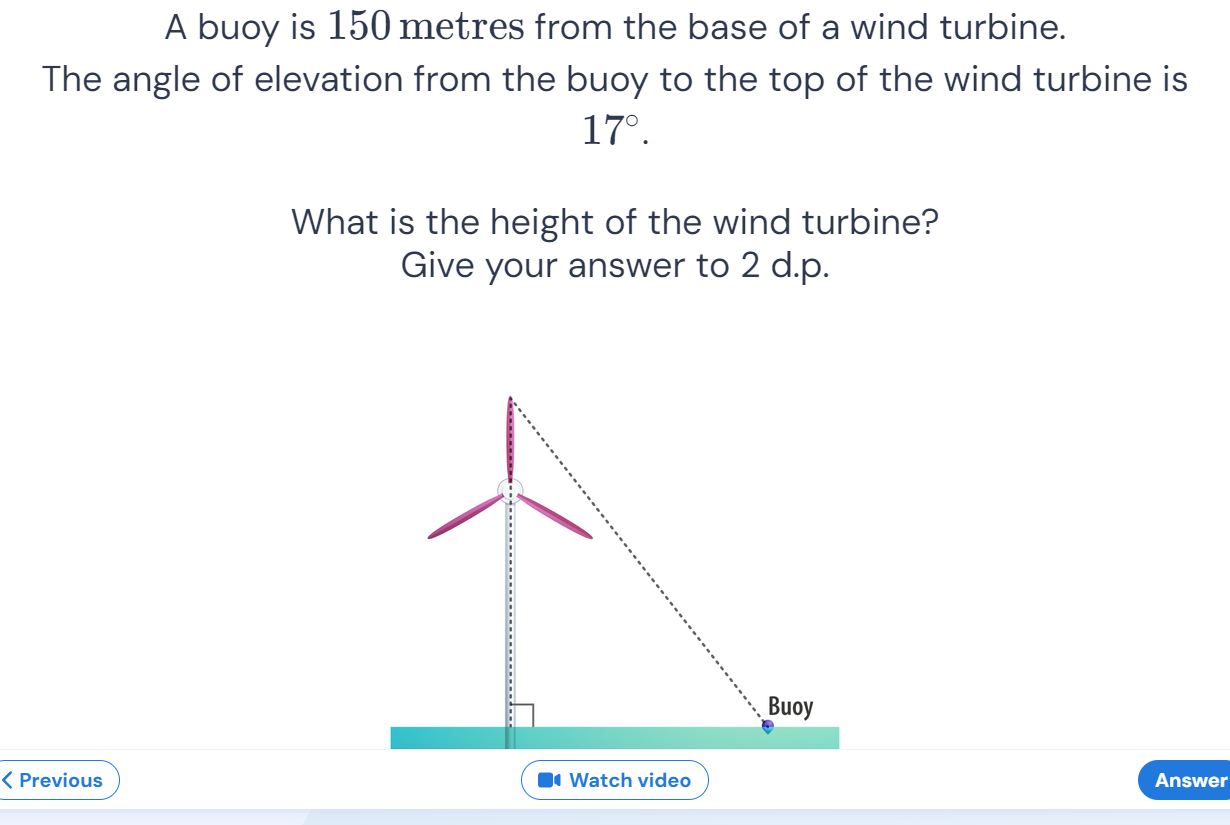 A buoy is 150 metres from the base of a wind turbine.
The angle of elevation from the buoy to the top of the wind turbine is
17°.
What is the height of the wind turbine?
Give your answer to 2 d.p.
Buoy
Previous
Watch video
Answer